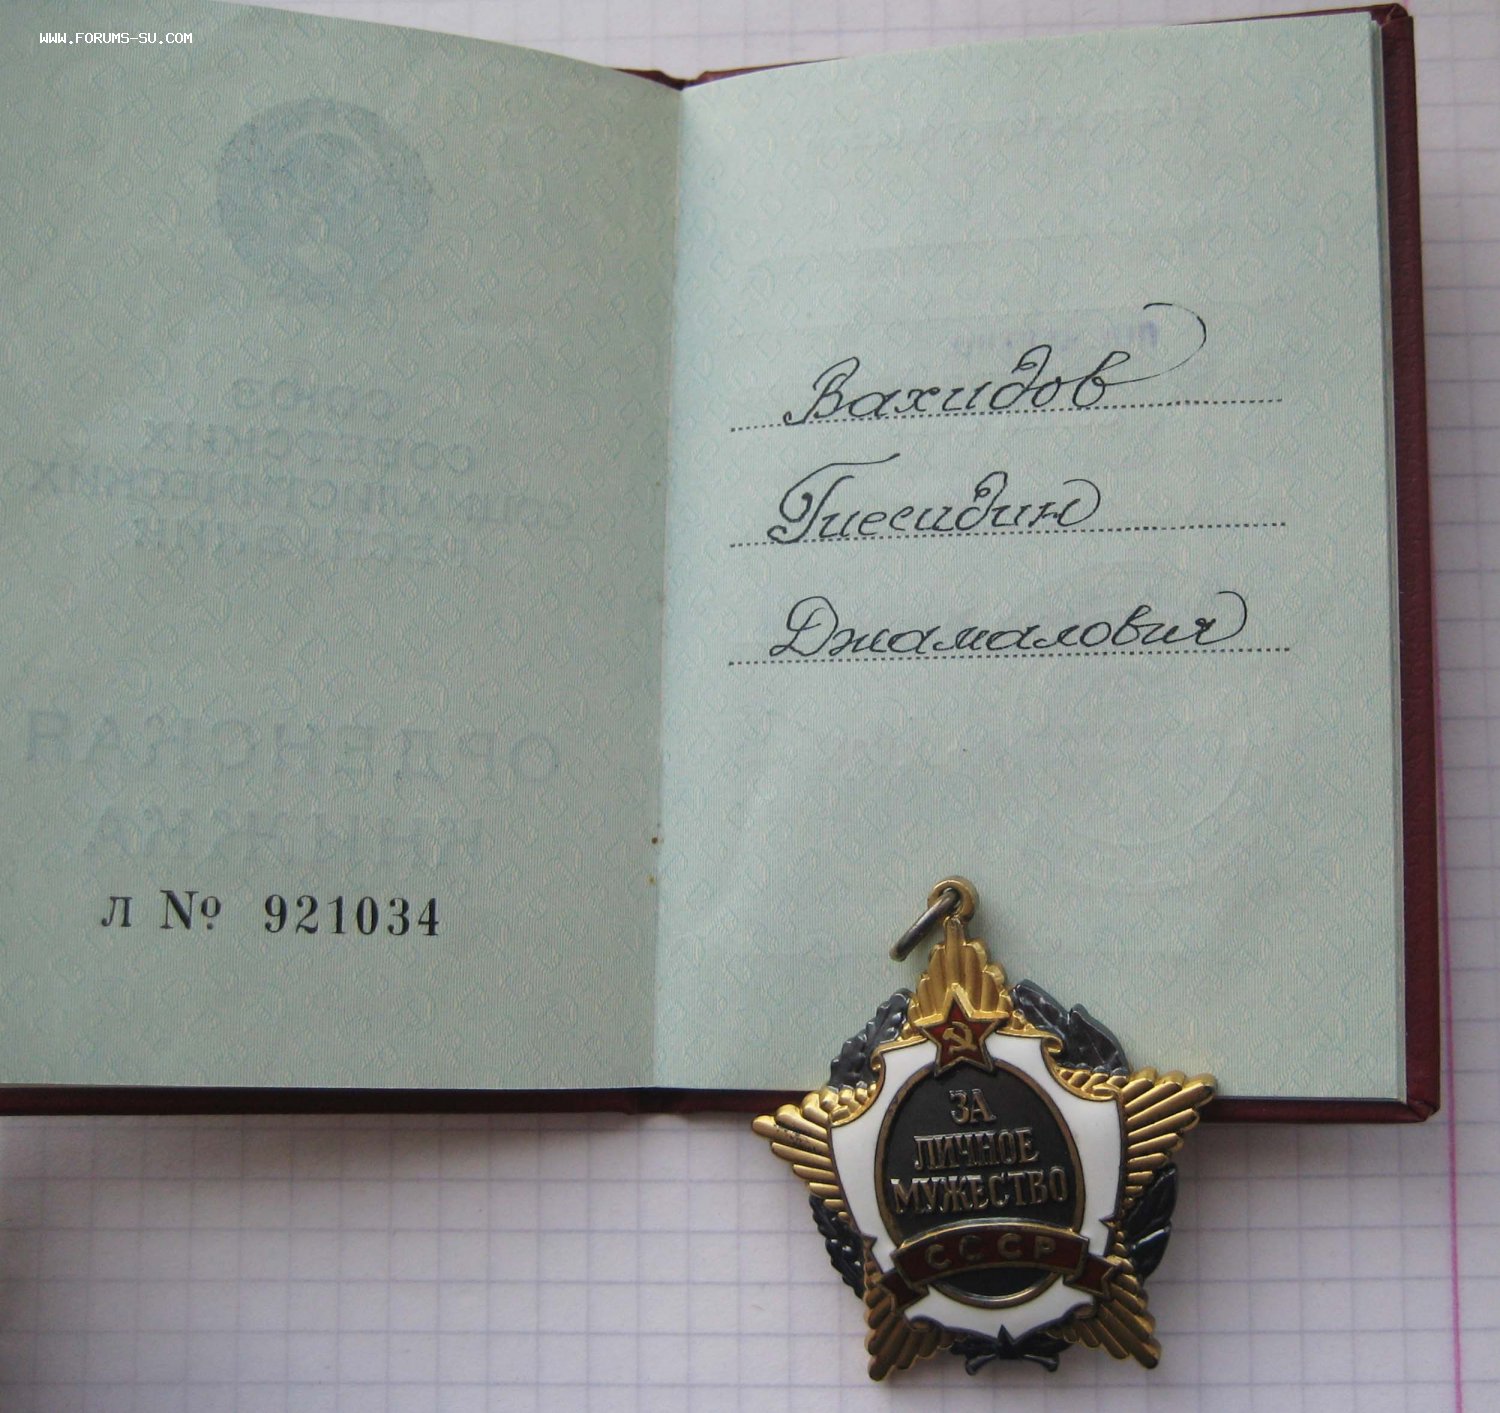 WWW.FORUMS-SU.COM
СОЮЗ
СОВЕТСКИХ
СОЦИАЛИСТИЧЕСКИХ
РЕСПУБЛИК
ОРДЕНСКАЯ
КНИЖКА
Л № 921034
Вахидов
Гиесидин
Джамалович
ЗА
ЛИЧНОЕ
МУЖЕСТВО
СССР